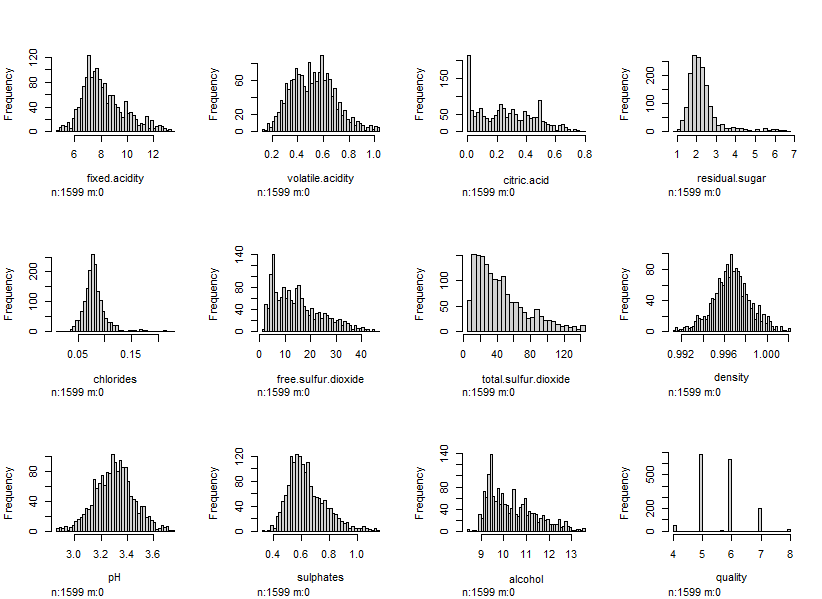 Frequency
0 40 80 120
6 8 10 12
fixed.acidity
n:1599 m:0
Frequency
0 20 60
0.2 0.4 0.6 0.8 1.0
volatile.acidity
n:1599 m:0
Frequency
0 50 150
0.0 0.2 0.4 0.6 0.8
citric.acid
n:1599 m:0
Frequency
0 100 250
1 2 3 4 5 6 7
residual.sugar
n:1599 m:0
Frequency
0 100 200
0.05 0.15
chlorides
n:1599 m:0
Frequency
0 40 80 140
0 10 20 30 40
free.sulfur.dioxide
n:1599 m:0
Frequency
0 50 150
0 40 80 120
total.sulfur.dioxide
n:1599 m:0
Frequency
0 40 80
0.992 0.996 1.000
density
n:1599 m:0
Frequency
0 40 80
3.0 3.2 3.4 3.6
pH
n:1599 m:0
Frequency
0 40 80 120
0.4 0.6 0.8 1.0
sulphates
n:1599 m:0
Frequency
0 40 80 140
9 10 11 12 13
alcohol
n:1599 m:0
Frequency
0 200 500
4 5 6 7 8
quality
n:1599 m:0